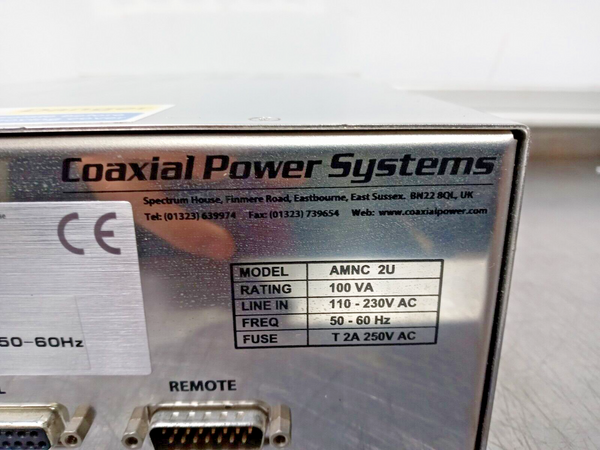 Coaxial Power Systems
Spectrum House, Finmere Road, Eastbourne, East Sussex. BN22 8QL, UK
Tel: (01323) 639974 Fax: (01323) 739654 Web: www.coaxialpower.com
CE
MODEL AMNC 2U
RATING 100 VA
LINE IN 110 - 230V AC
FREQ 50 - 60 Hz
FUSE T 2A 250V AC
50-60Hz
REMOTE